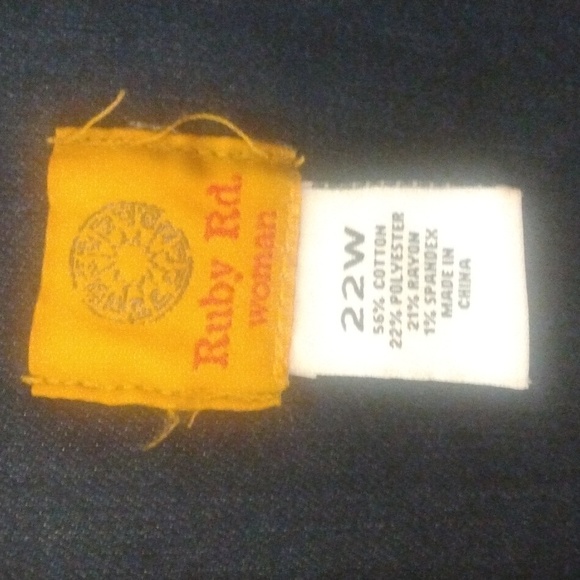 Ruby Rd.
woman
22W
56% COTTON
22% POLYESTER
21% RAYON
1% SPANDEX
MADE IN
CHINA